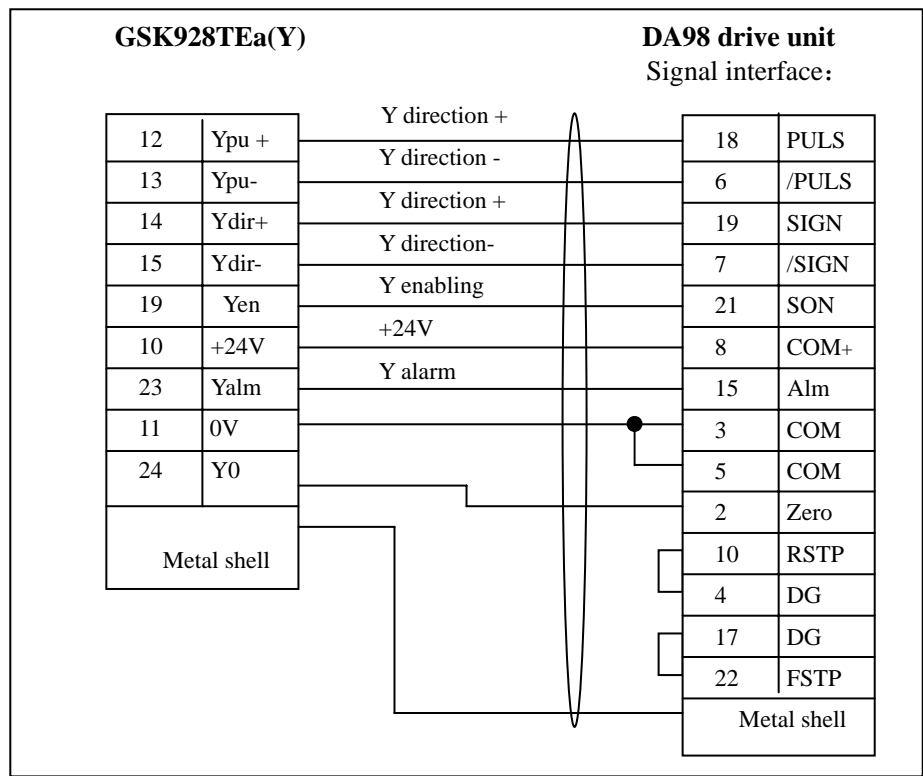 GSK928TEa(Y)
DA98 drive unit
Signal interface：
12 Ypu +
13 Ypu-
14 Ydir+
15 Ydir-
19 Yen
10 +24V
23 Yalm
11 0V
24 Y0
Metal shell
Y direction +
Y direction -
Y direction +
Y direction-
Y enabling
+24V
Y alarm
18 PULS
6 /PULS
19 SIGN
7 /SIGN
21 SON
8 COM+
15 Alm
3 COM
5 COM
2 Zero
10 RSTP
4 DG
17 DG
22 FSTP
Metal shell